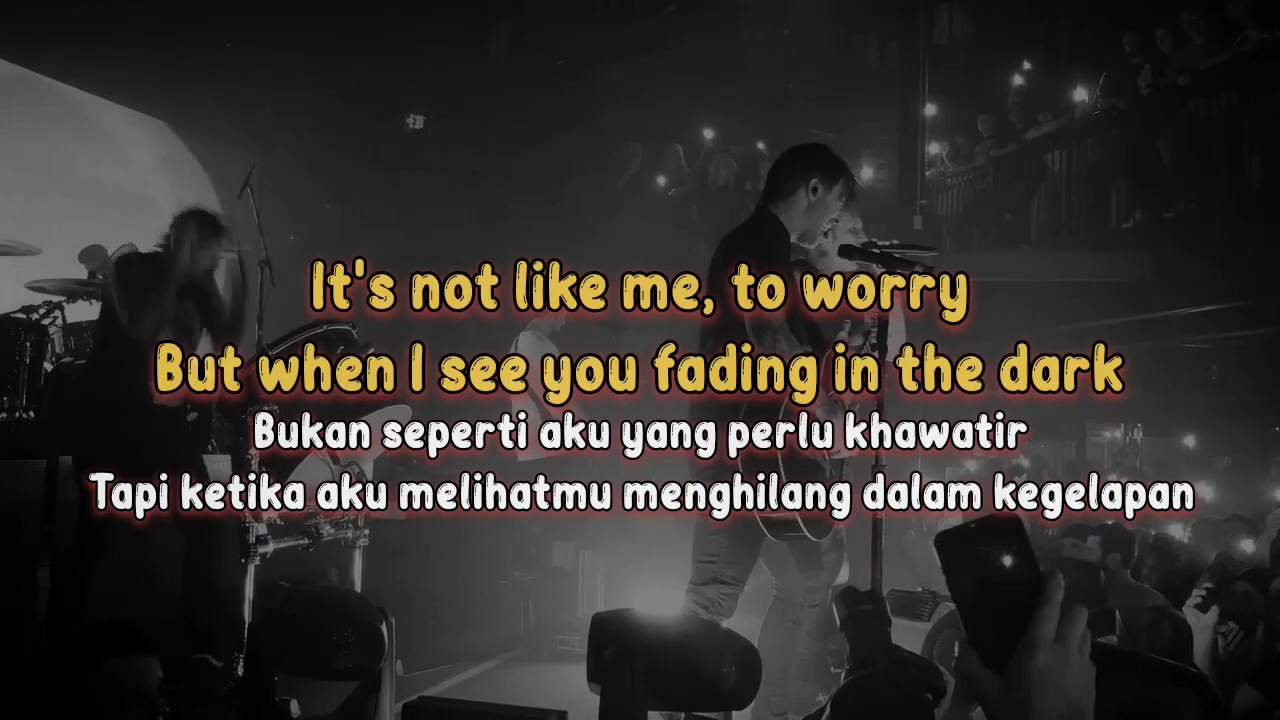 It's not like me, to worry
But when I see you fading in the dark
Bukan seperti aku yang perlu khawatir
Tapi ketika aku melihatmu menghilang dalam kegelapan